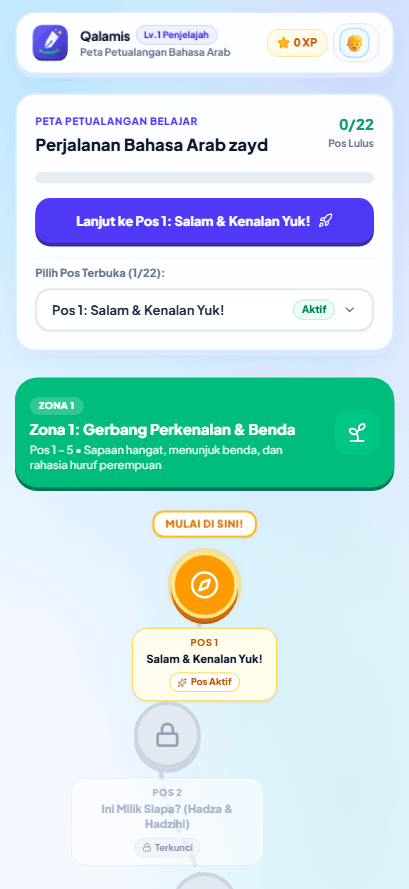 Qalamis
Lv.1 Penjelajah
Peta Petualangan Bahasa Arab
0 XP
PETA PETUALANGAN BELAJAR
Perjalanan Bahasa Arab zayd
0/22
Pos Lulus
Lanjut ke Pos 1: Salam & Kenalan Yuk!
Pilih Pos Terbuka (1/22):
Pos 1: Salam & Kenalan Yuk!
Aktif
ZONA 1
Zona 1: Gerbang Perkenalan & Benda
Pos 1 – 5 • Sapaan hangat, menunjuk benda, dan
rahasia huruf perempuan
MULAI DI SINI!
POS 1
Salam & Kenalan Yuk!
Pos Aktif
POS 2
Ini Milik Siapa? (Hadza &
Hadzihi)
Terkunci